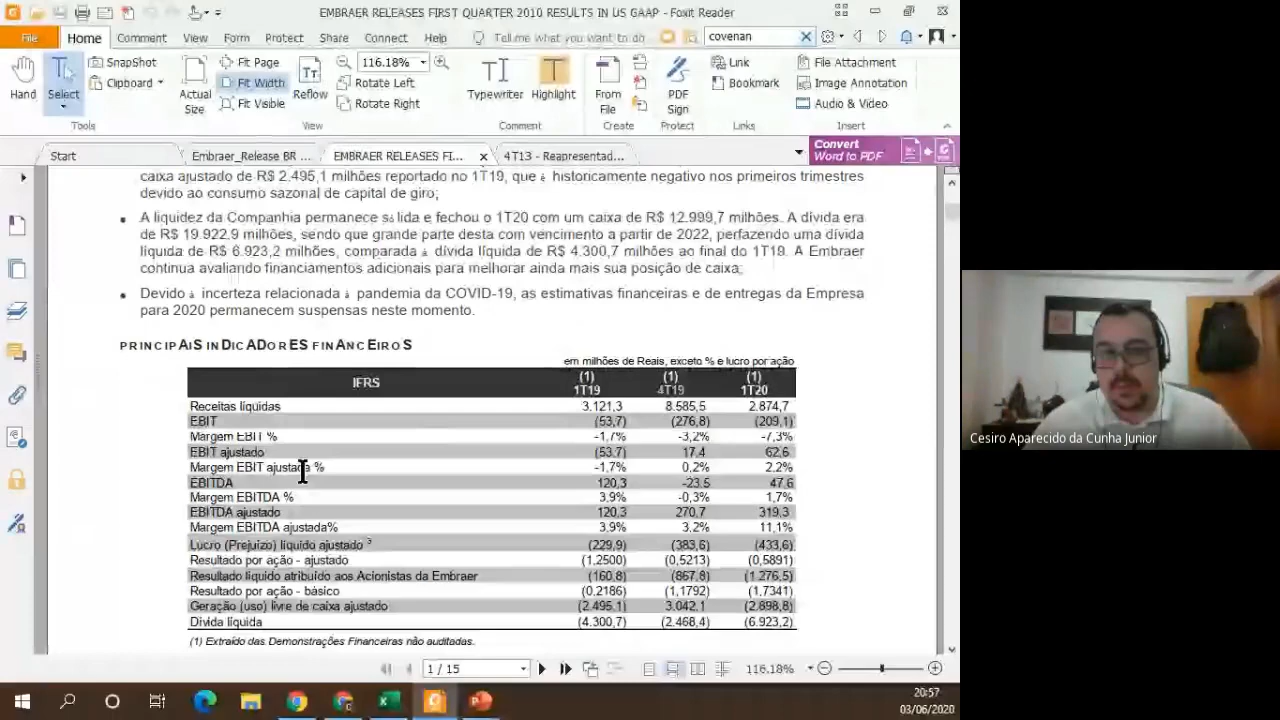 EMBRAER RELEASES FIRST QUARTER 2010 RESULTS IN US GAAP - Foxit Reader
File Home Comment View Form Protect Share Connect Help Tell me what you want to do covenan
Hand
Select
SnapShot
Clipboard
Actual Size
Fit Page
Fit Width
Fit Visible
Reflow
116.18%
Rotate Left
Rotate Right
Typewriter
Highlight
From File
PDF Sign
Link
Bookmark
File Attachment
Image Annotation
Audio & Video
Tools View Comment Create Protect Links Insert
Start Embraer_Release BR ... EMBRAER RELEASES FI... 4T13 - Reapresentad...
Convert
Word to PDF
caixa ajustado de R$ 2.495,1 milhões reportado no 1T19, que é historicamente negativo nos primeiros trimestres
devido ao consumo sazonal de capital de giro;
• A liquidez da Companhia permanece sólida e fechou o 1T20 com um caixa de R$ 12.999,7 milhões. A dívida era
de R$ 19.922,9 milhões, sendo que grande parte desta com vencimento a partir de 2022, perfazendo uma dívida
líquida de R$ 6.923,2 milhões, comparada à dívida líquida de R$ 4.300,7 milhões ao final do 1T19. A Embraer
continua avaliando financiamentos adicionais para melhorar ainda mais sua posição de caixa;
• Devido à incerteza relacionada à pandemia da COVID-19, as estimativas financeiras e de entregas da Empresa
para 2020 permanecem suspensas neste momento.
PRINCIPAIS INDICADORES FINANCEIROS
em milhões de Reais, exceto % e lucro por ação
IFRS (1) 1T19 (1) 4T19 (1) 1T20
Receitas líquidas 3.121,3 8.585,5 2.874,7
EBIT (53,7) (276,8) (209,1)
Margem EBIT % -1,7% -3,2% -7,3%
EBIT ajustado (53,7) 17,4 62,6
Margem EBIT ajustada % -1,7% 0,2% 2,2%
EBITDA 120,3 -23,5 47,6
Margem EBITDA % 3,9% -0,3% 1,7%
EBITDA ajustado 120,3 270,7 319,3
Margem EBITDA ajustada% 3,9% 3,2% 11,1%
Lucro (Prejuízo) líquido ajustado ³ (229,9) (383,6) (433,6)
Resultado por ação - ajustado (1,2500) (0,5213) (0,5891)
Resultado líquido atribuído aos Acionistas da Embraer (160,8) (867,8) (1.276,5)
Resultado por ação - básico (0,2186) (1,1792) (1,7341)
Geração (uso) livre de caixa ajustado (2.495,1) 3.042,1 (2.898,8)
Dívida líquida (4.300,7) (2.468,4) (6.923,2)
(1) Extraído das Demonstrações Financeiras não auditadas.
1 / 15
116.18%
20:57
03/06/2020
Cesiro Aparecido da Cunha Junior